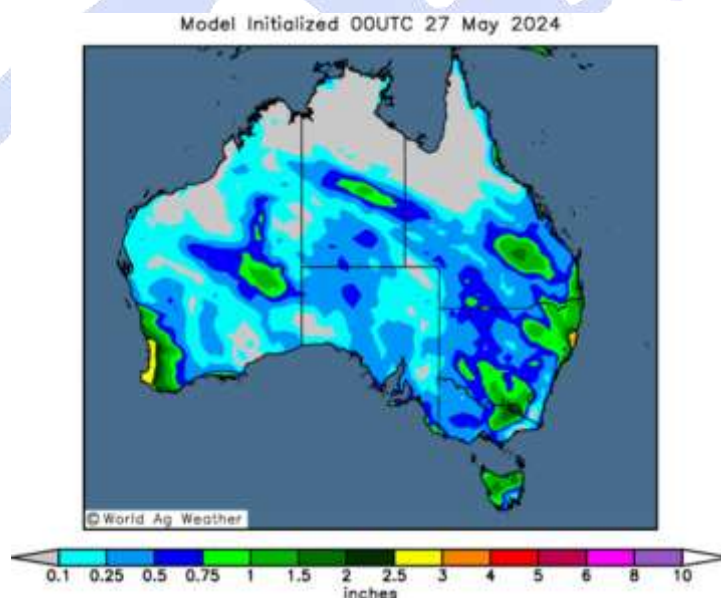 Model Initialized 00UTC 27 May 2024
© World Ag Weather
0.1 0.25 0.5 0.75 1 1.5 2 2.5 3 4 5 6 8 10
inches